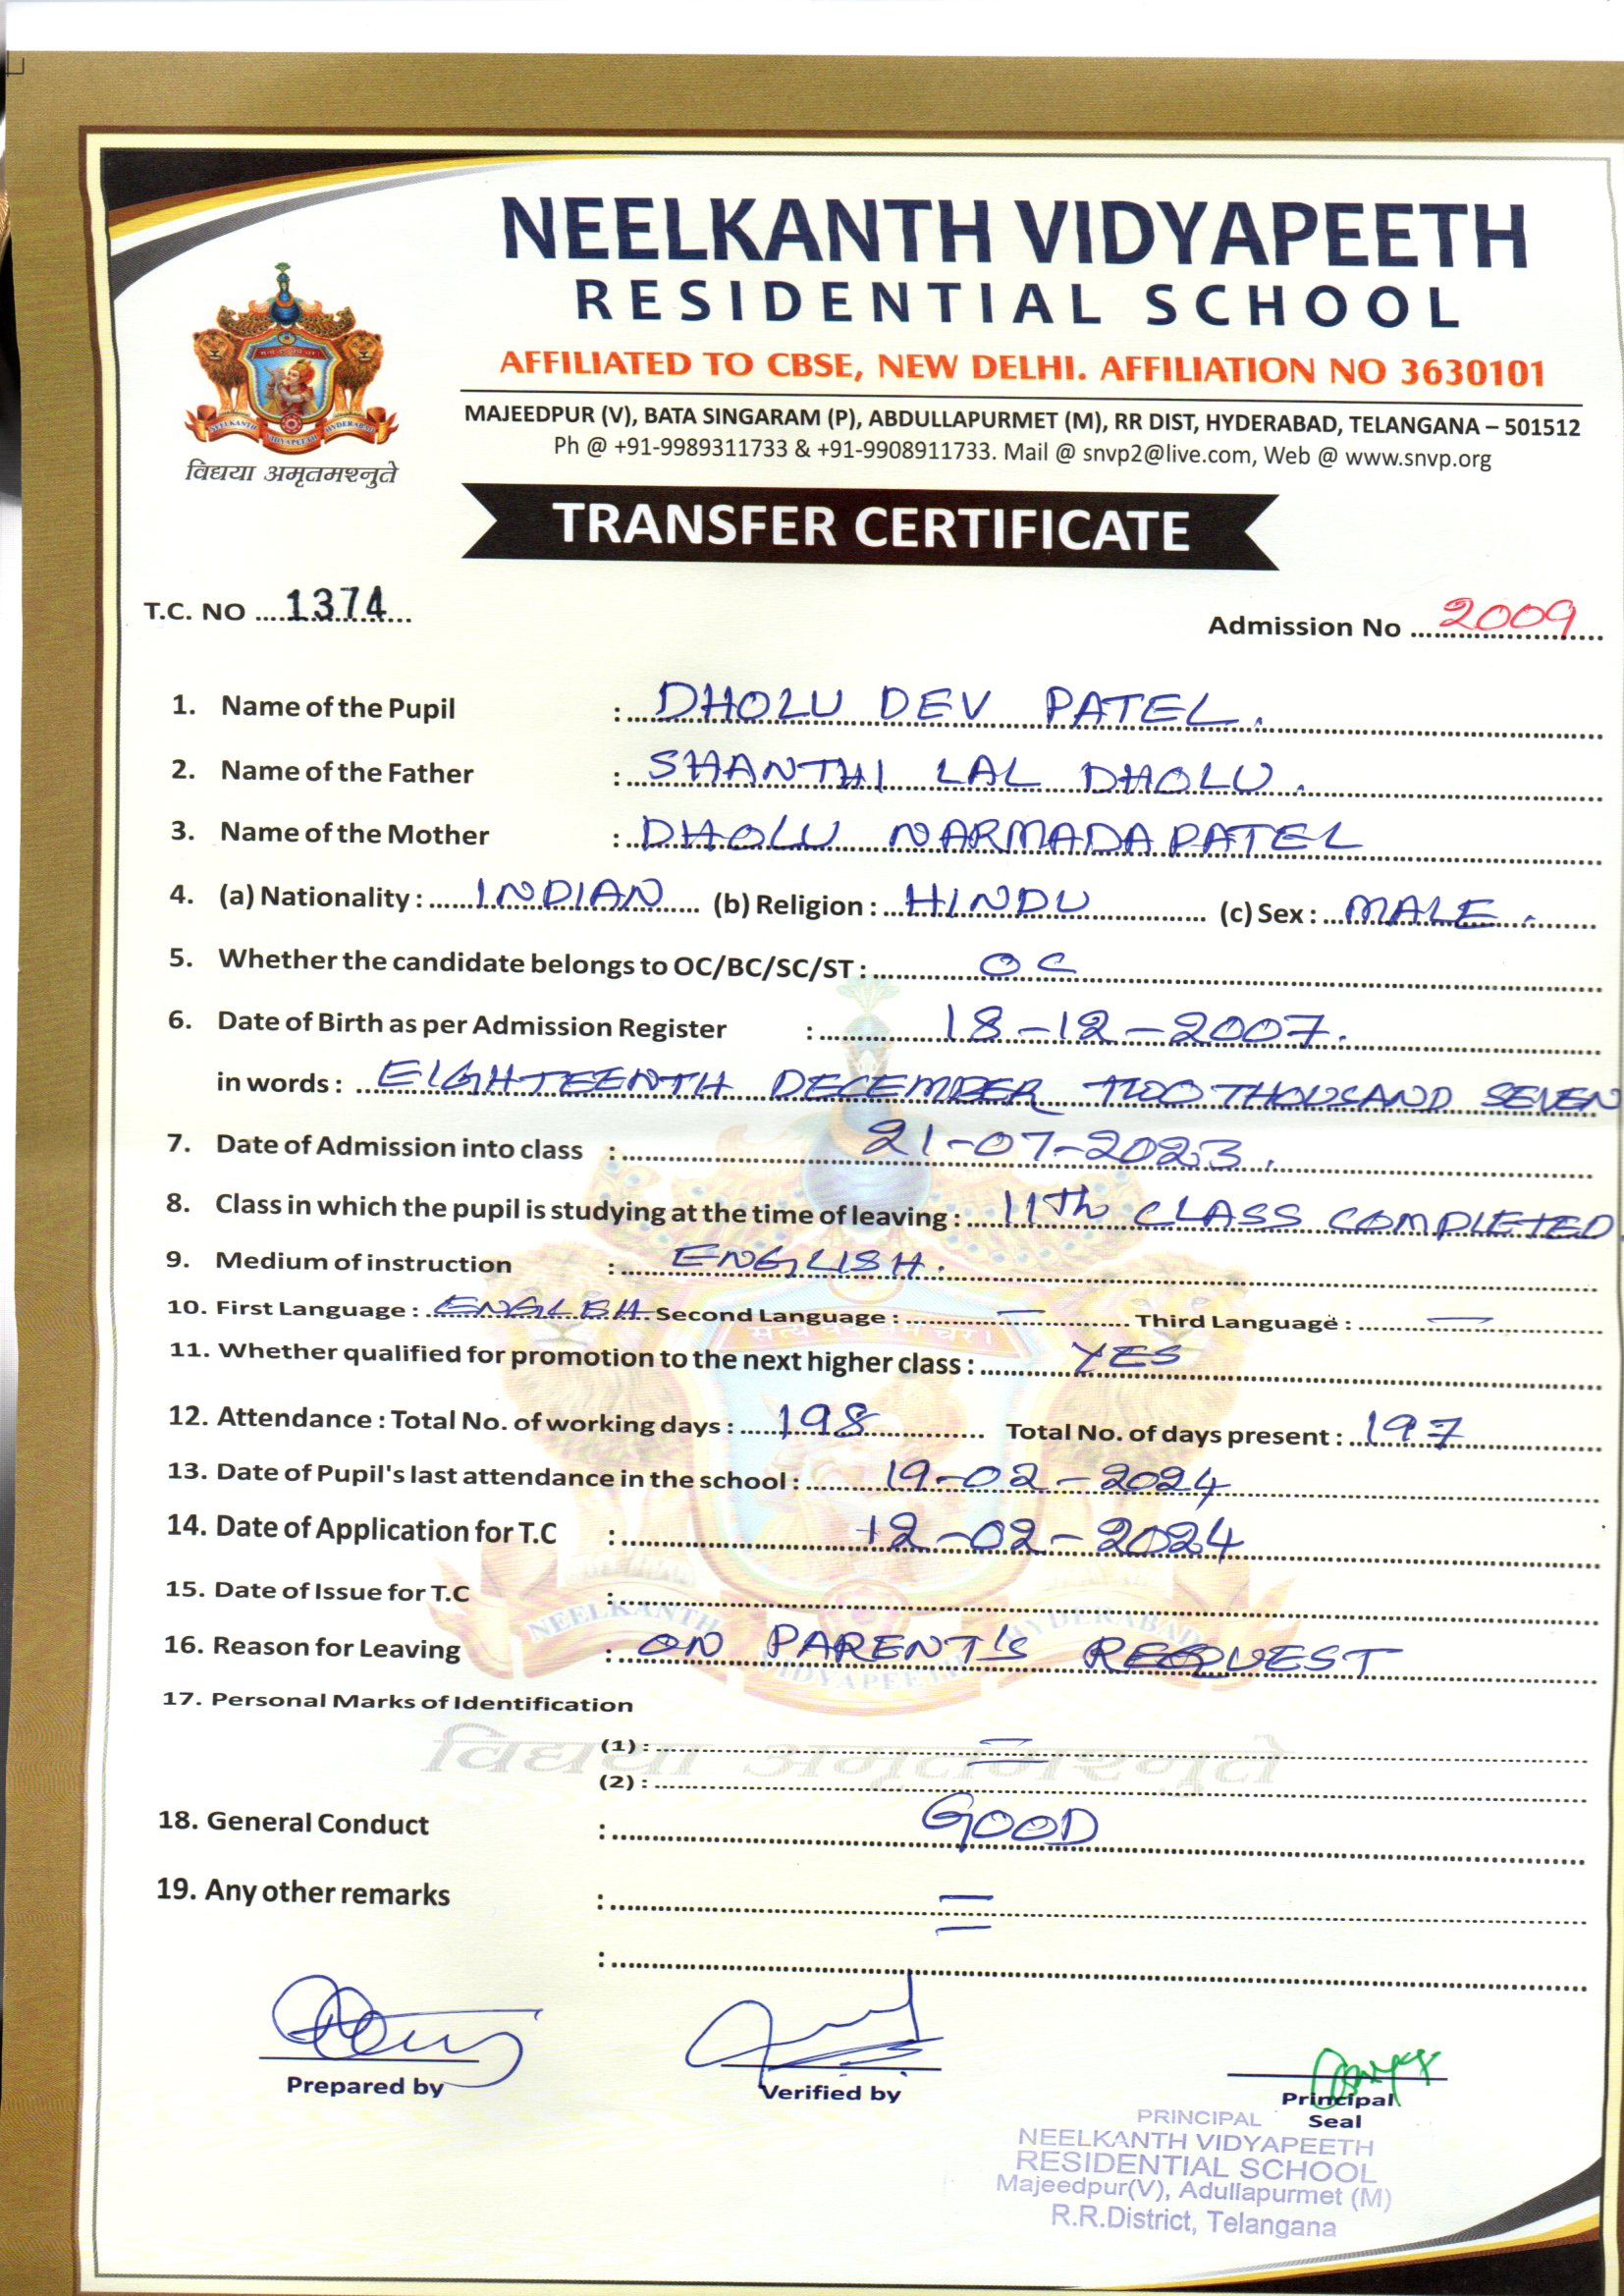 NEELKANTH VIDYAPEETH
RESIDENTIAL SCHOOL
AFFILIATED TO CBSE, NEW DELHI. AFFILIATION NO 3630101
MAJEEDPUR (V), BATA SINGARAM (P), ABDULLAPURMET (M), RR DIST, HYDERABAD, TELANGANA – 501512
Ph @ +91-9989311733 & +91-9908911733. Mail @ snvp2@live.com, Web @ www.snvp.org
NEELKANTH VIDYAPEETH HYDERABAD
विद्यया अमृतमश्नुते
TRANSFER CERTIFICATE
T.C. NO 1374
Admission No 2009
1. Name of the Pupil : DHOLU DEV PATEL.
2. Name of the Father : SHANTHI LAL DHOLU.
3. Name of the Mother : DHOLU NARMADA PATEL
4. (a) Nationality : INDIAN (b) Religion : HINDU (c) Sex : MALE.
5. Whether the candidate belongs to OC/BC/SC/ST : OC
6. Date of Birth as per Admission Register : 18-12-2007.
in words : EIGHTEENTH DECEMBER TWO THOUSAND SEVEN
7. Date of Admission into class : 21-07-2023.
8. Class in which the pupil is studying at the time of leaving : 11Th CLASS COMPLETED.
9. Medium of instruction : ENGLISH.
10. First Language : ENGLISH Second Language : — Third Language : —
11. Whether qualified for promotion to the next higher class : YES
12. Attendance : Total No. of working days : 198 Total No. of days present : 197
13. Date of Pupil's last attendance in the school : 19-02-2024
14. Date of Application for T.C : 12-02-2024
15. Date of Issue for T.C :
NEELKANTH VIDYAPEETH HYDERABAD
16. Reason for Leaving : ON PARENT'S REQUEST
17. Personal Marks of Identification
(1) :
विद्यया अमृतमश्नुते
(2) :
18. General Conduct : GOOD
19. Any other remarks :
:
Prepared by
Verified by
Principal
Seal
PRINCIPAL
NEELKANTH VIDYAPEETH
RESIDENTIAL SCHOOL
Majeedpur(V), Adullapurmet (M)
R.R.District, Telangana